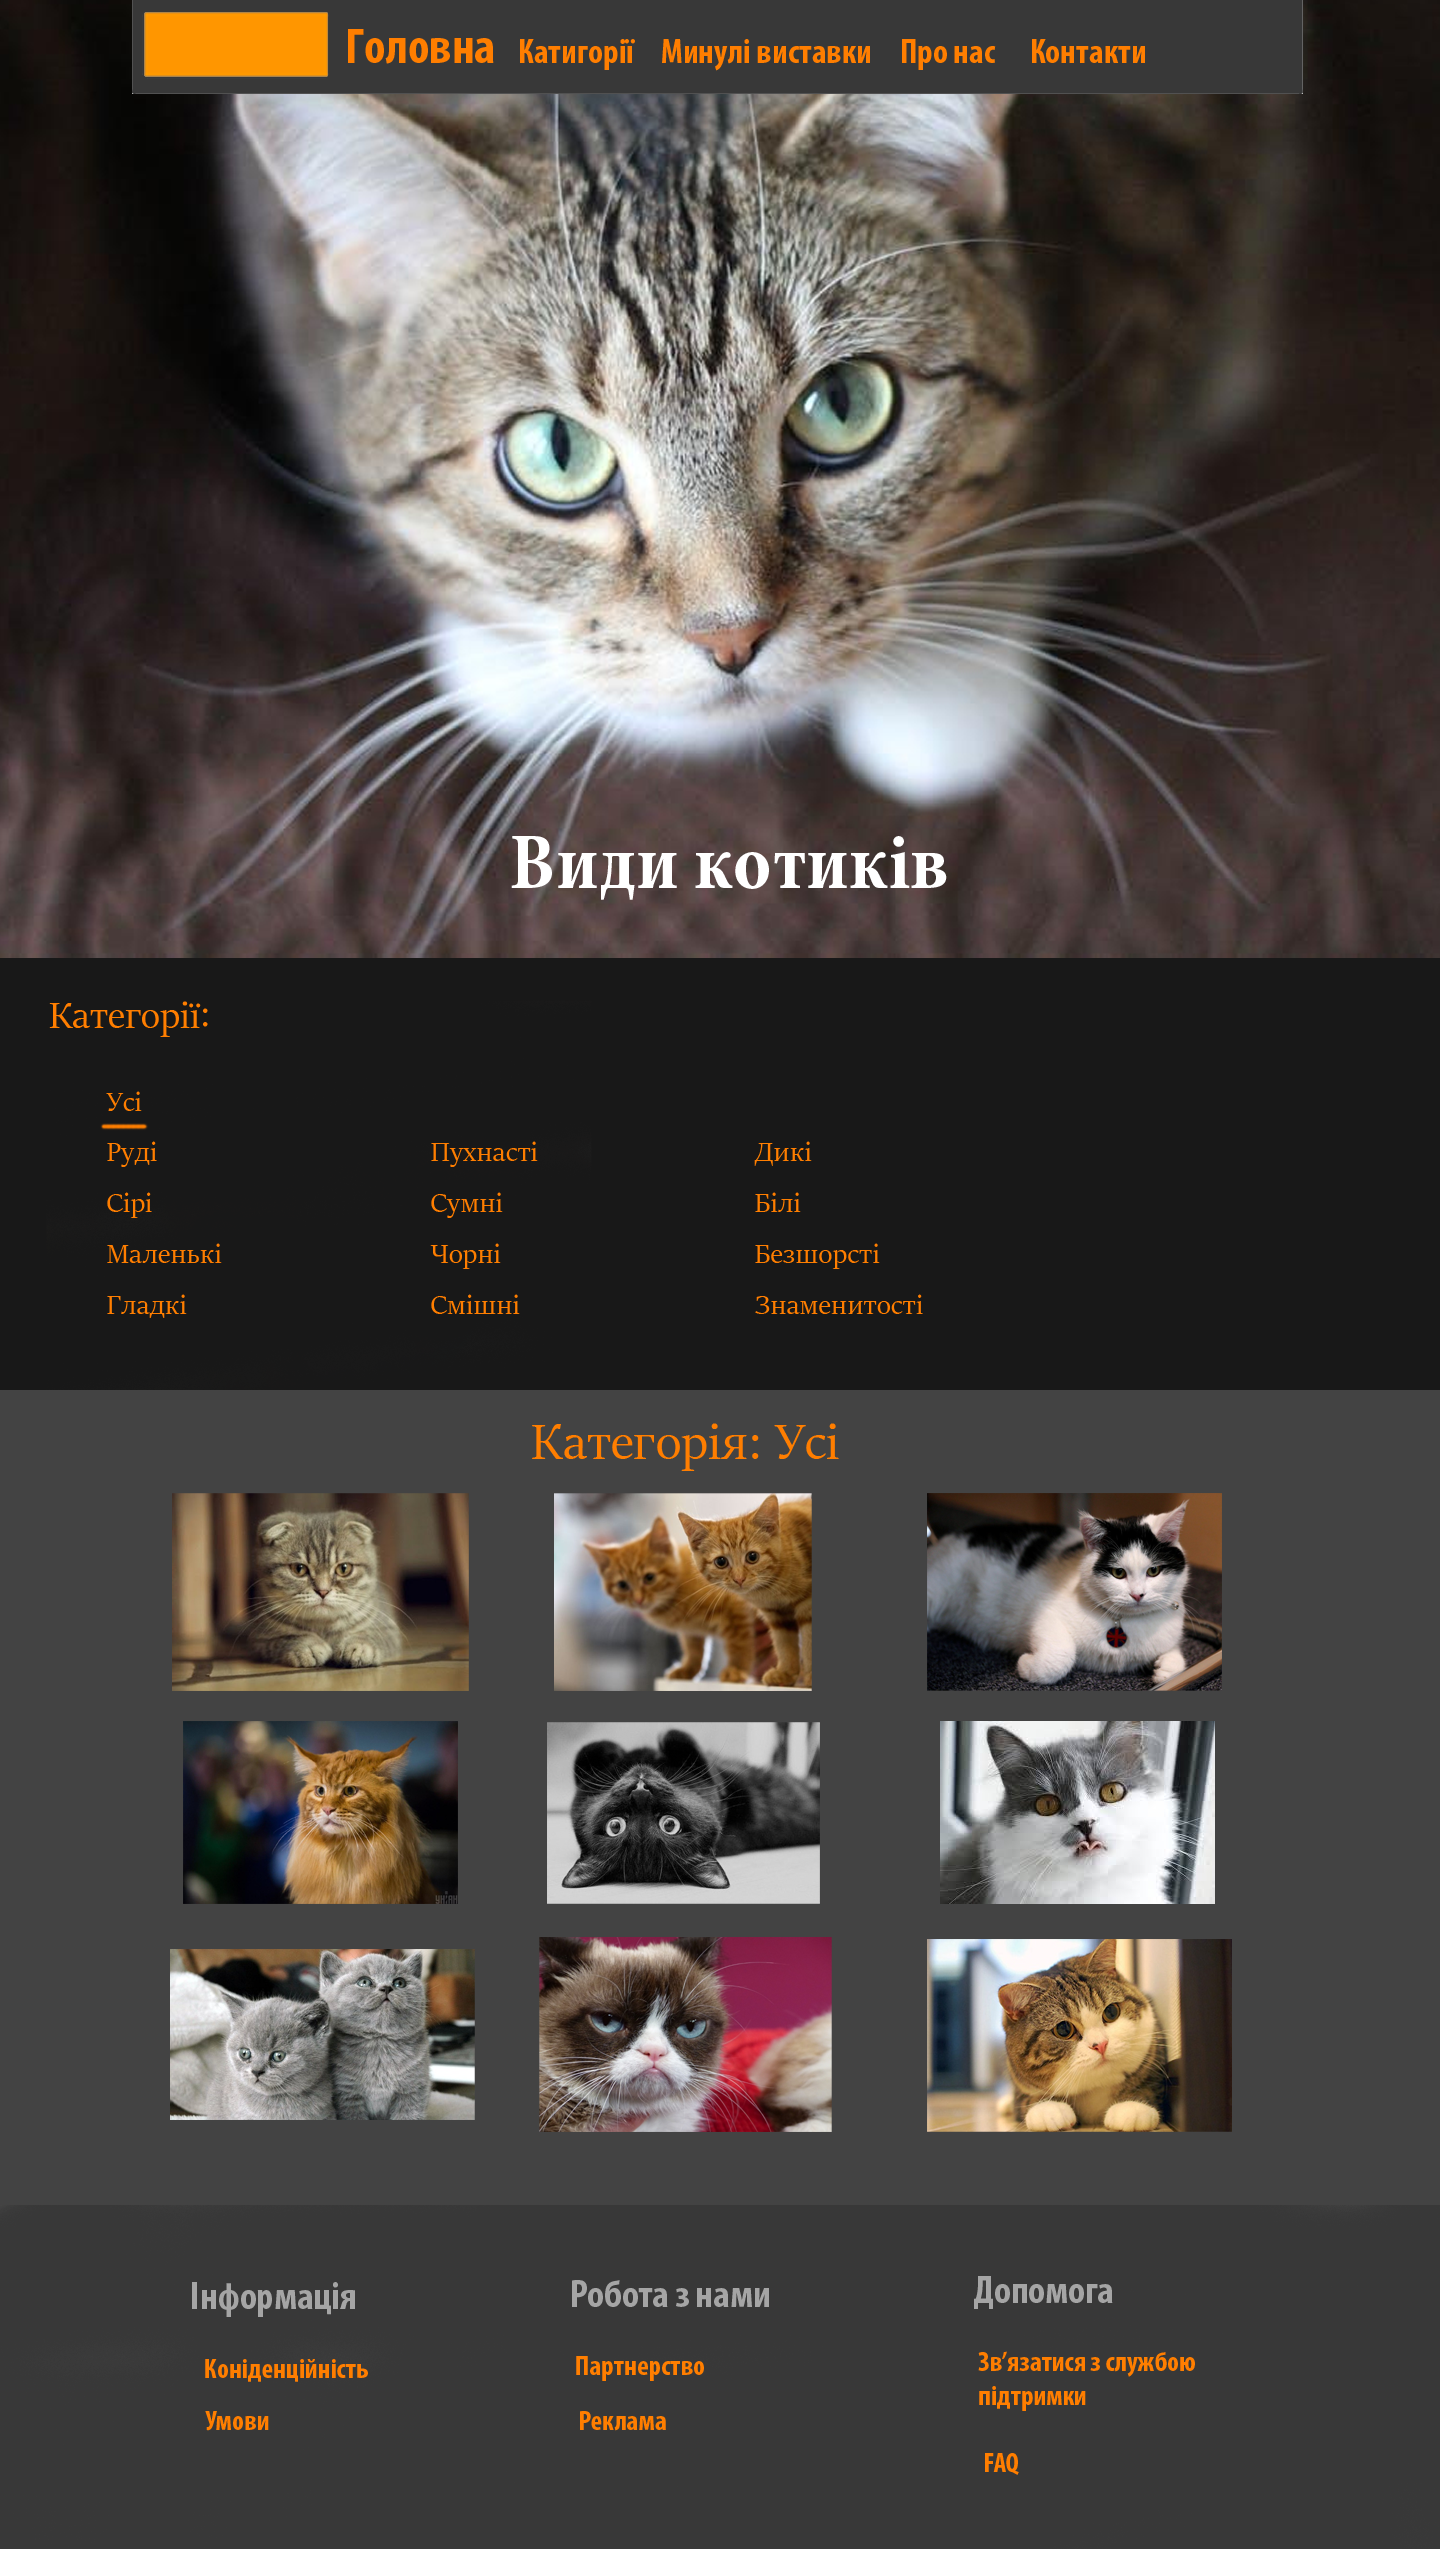 Головна Катигорії Минулі виставки Про нас Контакти
Види котиків
Категорії:
Усі
Руді Пухнасті Дикі
Сірі Сумні Білі
Маленькі Чорні Безшорсті
Гладкі Смішні Знаменитості
Категорія: Усі
Інформація Робота з нами Допомога
Коніденційність Партнерство Зв’язатися з службою
підтримки
Умови Реклама
FAQ